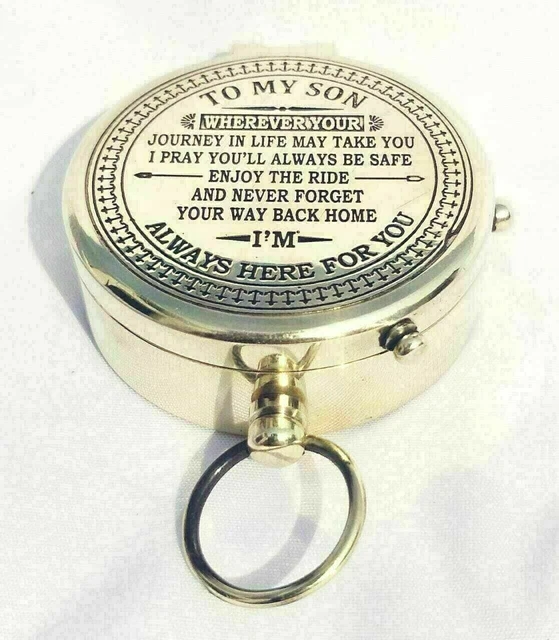 TO MY SON
WHEREVER YOUR
JOURNEY IN LIFE MAY TAKE YOU
I PRAY YOU'LL ALWAYS BE SAFE
ENJOY THE RIDE
AND NEVER FORGET
YOUR WAY BACK HOME
I'M
ALWAYS HERE FOR YOU